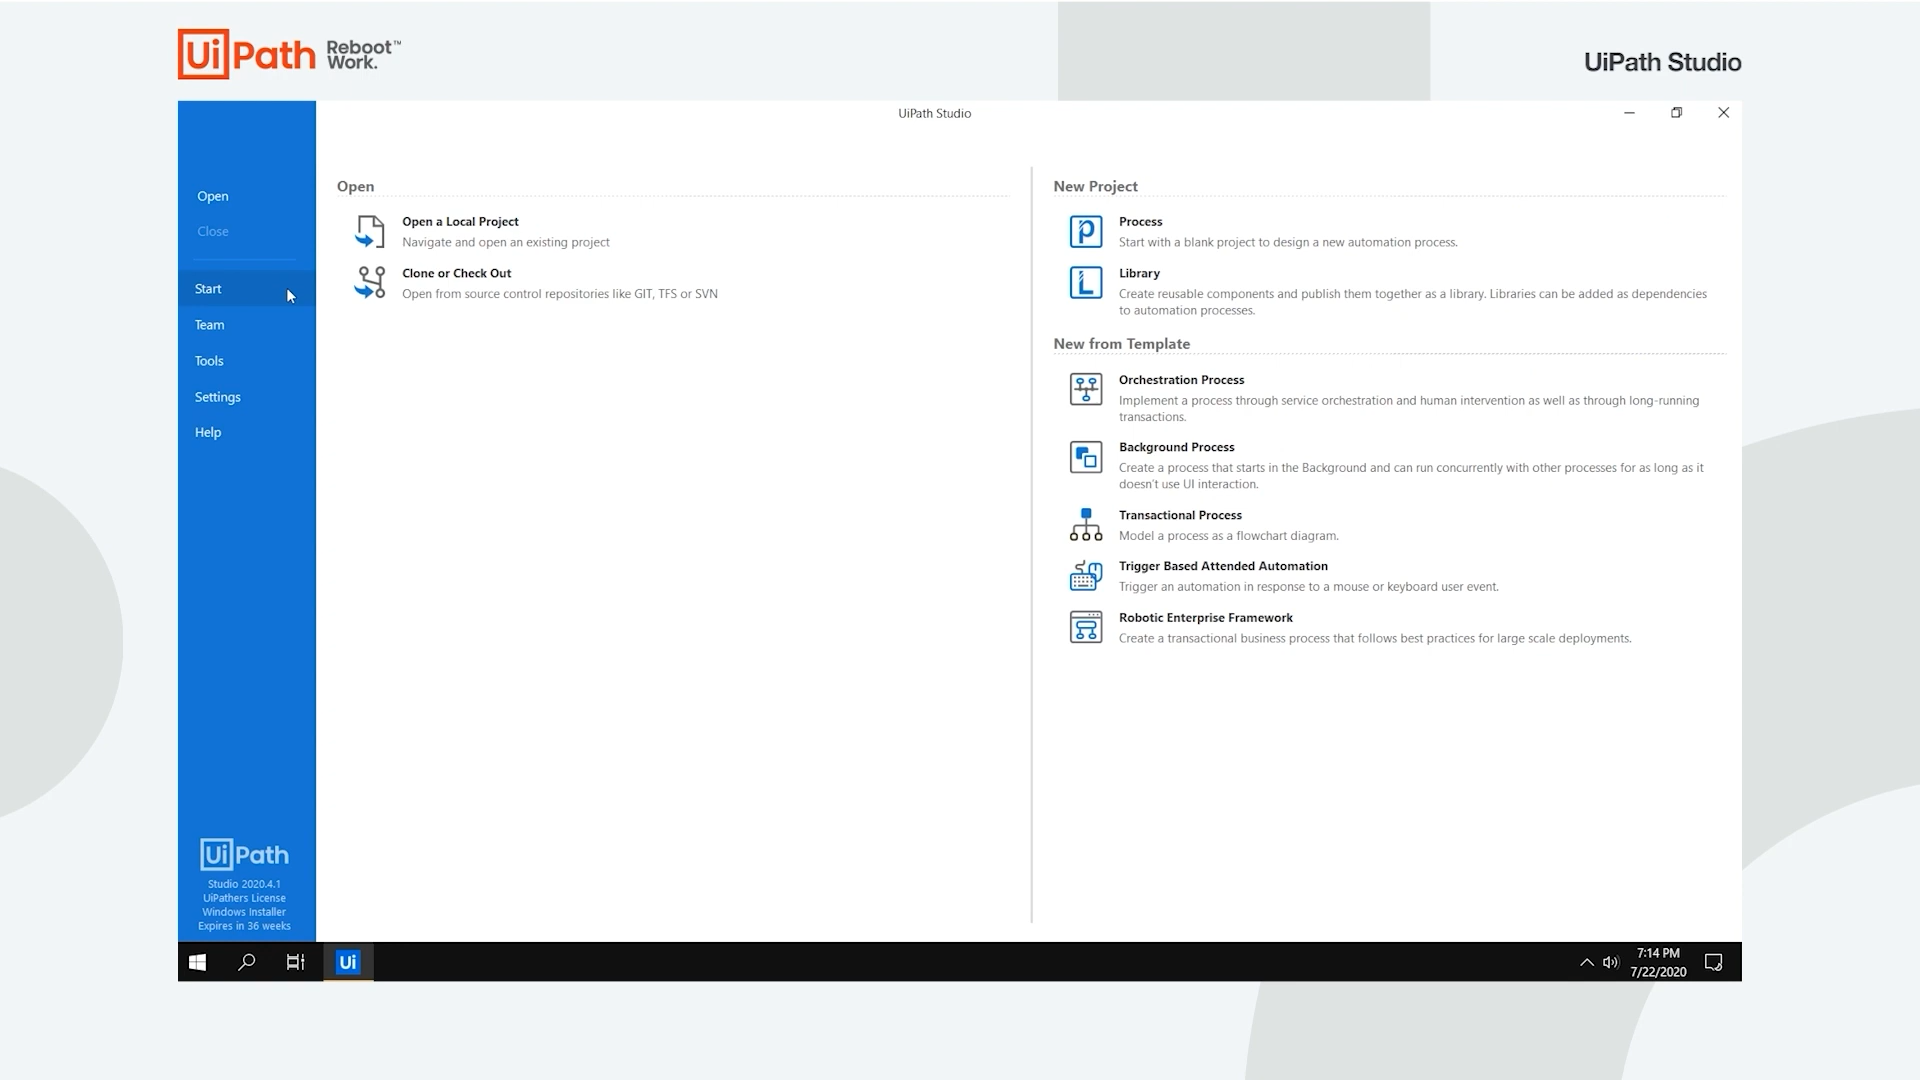 UiPath Reboot™
Work.
UiPath Studio
UiPath Studio
Open
Close
Start
Team
Tools
Settings
Help
Open
Open a Local Project
Navigate and open an existing project
Clone or Check Out
Open from source control repositories like GIT, TFS or SVN
New Project
Process
Start with a blank project to design a new automation process.
Library
Create reusable components and publish them together as a library. Libraries can be added as dependencies
to automation processes.
New from Template
Orchestration Process
Implement a process through service orchestration and human intervention as well as through long-running
transactions.
Background Process
Create a process that starts in the Background and can run concurrently with other processes for as long as it
doesn't use UI interaction.
Transactional Process
Model a process as a flowchart diagram.
Trigger Based Attended Automation
Trigger an automation in response to a mouse or keyboard user event.
Robotic Enterprise Framework
Create a transactional business process that follows best practices for large scale deployments.
UiPath
Studio 2020.4.1
UiPathers License
Windows Installer
Expires in 36 weeks
Ui
7:14 PM
7/22/2020